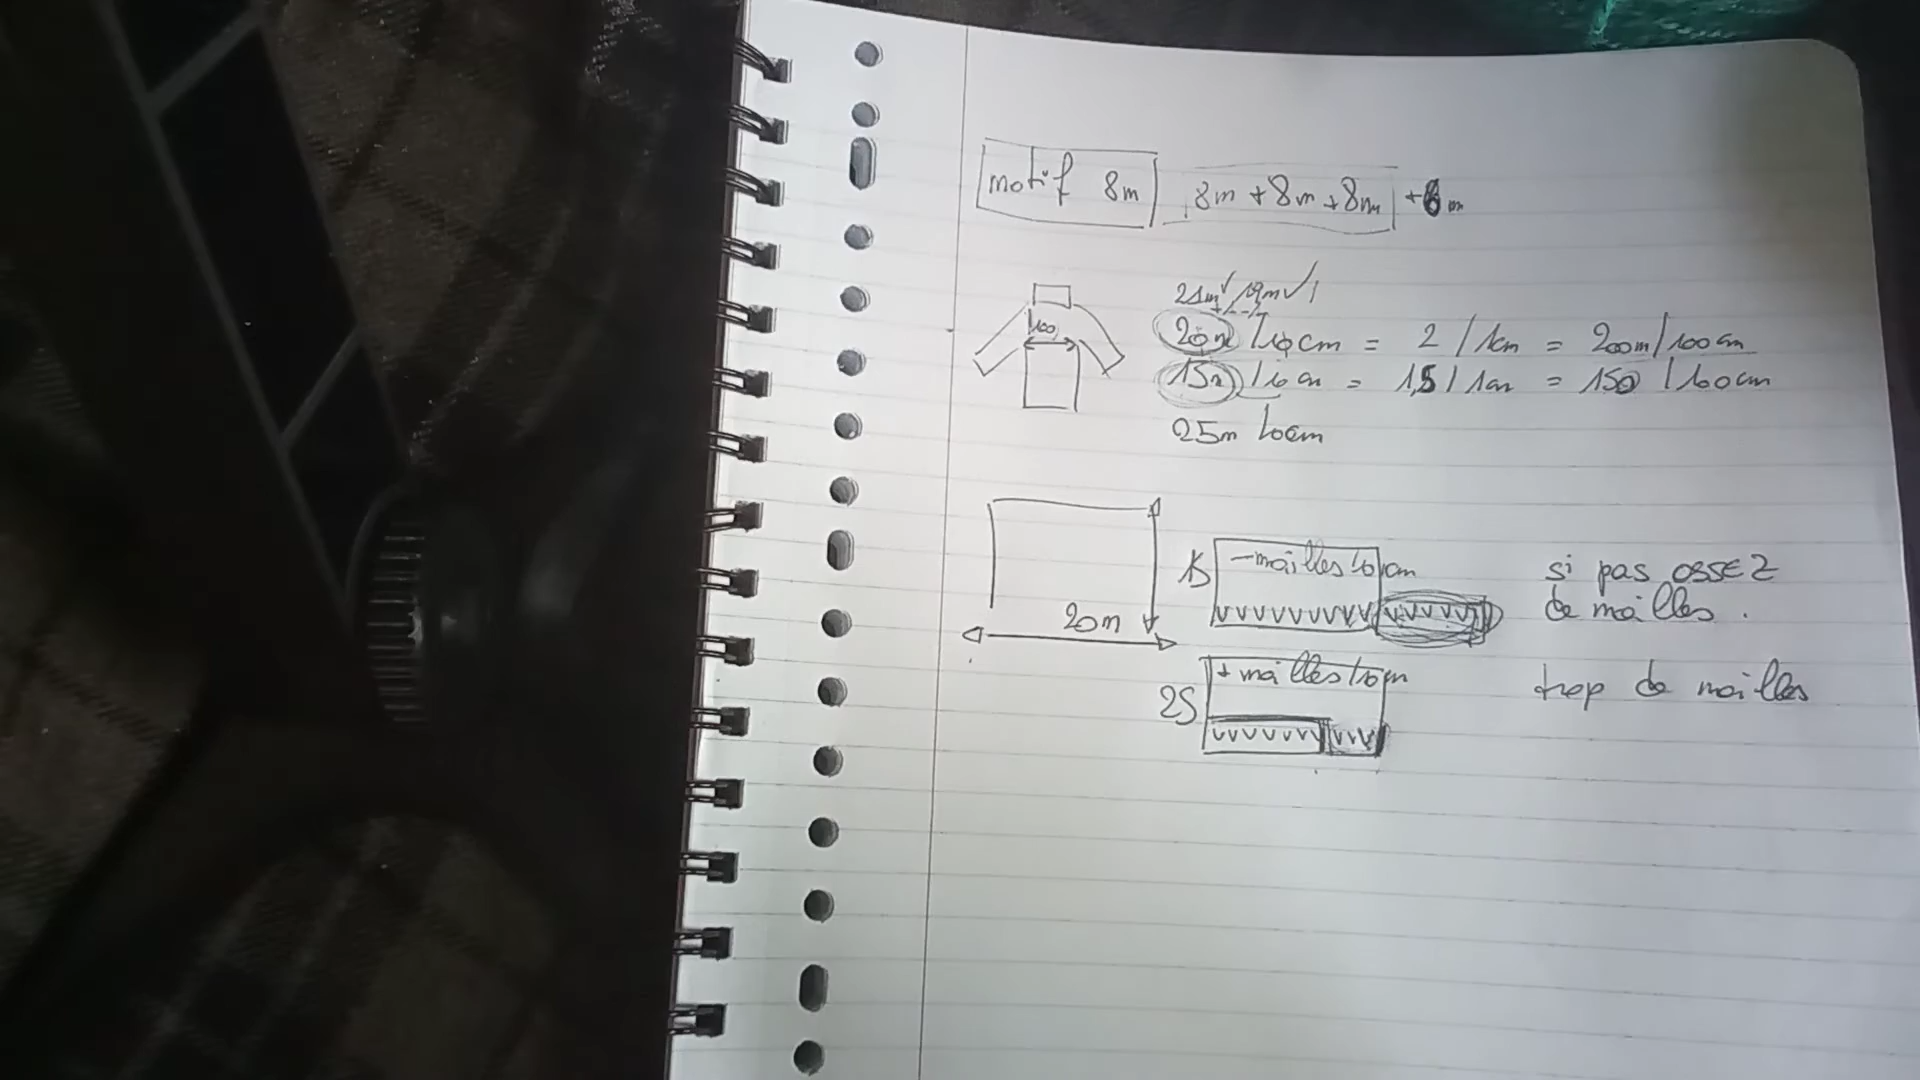 motif 8m 8m + 8m + 8m + 8m
21m / 19m
100
20m / 10cm = 2 / 1cm = 200m/100cm
15m / 10cm = 1,5 / 1cm = 150 / 100cm
25m 10cm
20m
15 - mailles 10cm
si pas assez
de mailles.
25 + mailles 10cm
trop de mailles